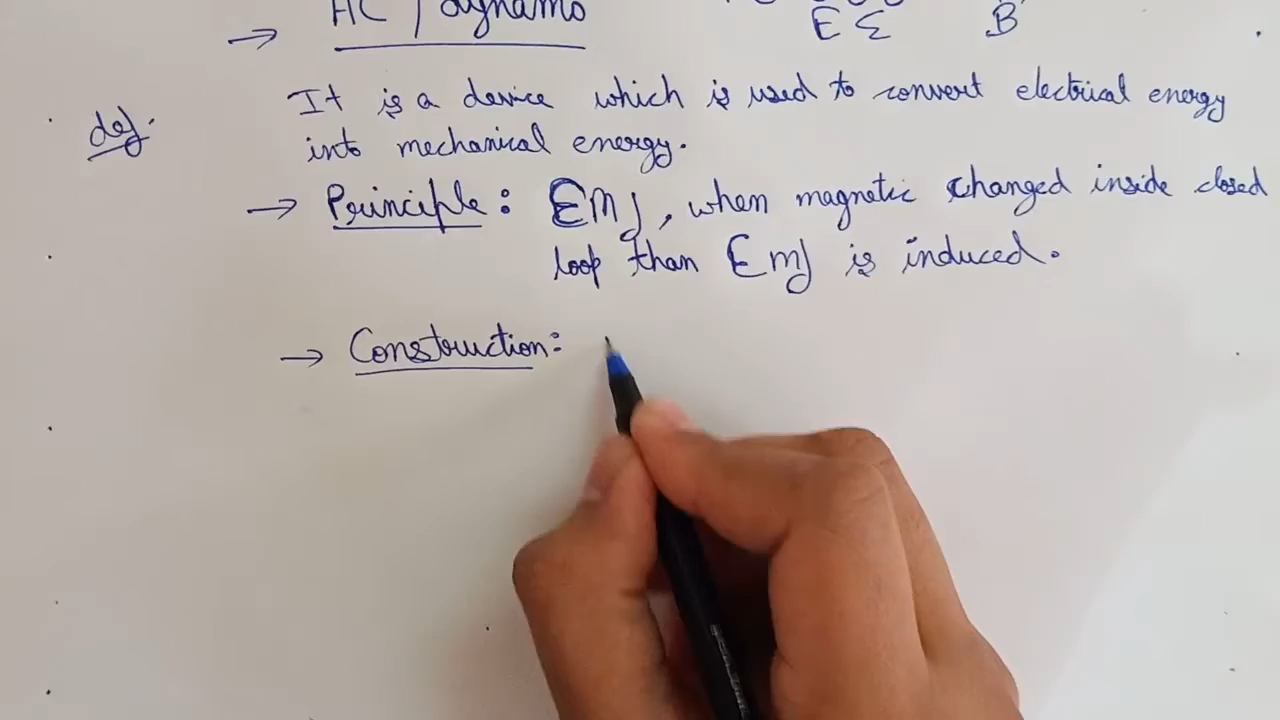 AC / dynamo
E Σ B
def. It is a device which is used to convert electrical energy
into mechanical energy.
→ Principle : EMf, when magnetic changed inside closed
loop than Emf is induced.
→ Construction: